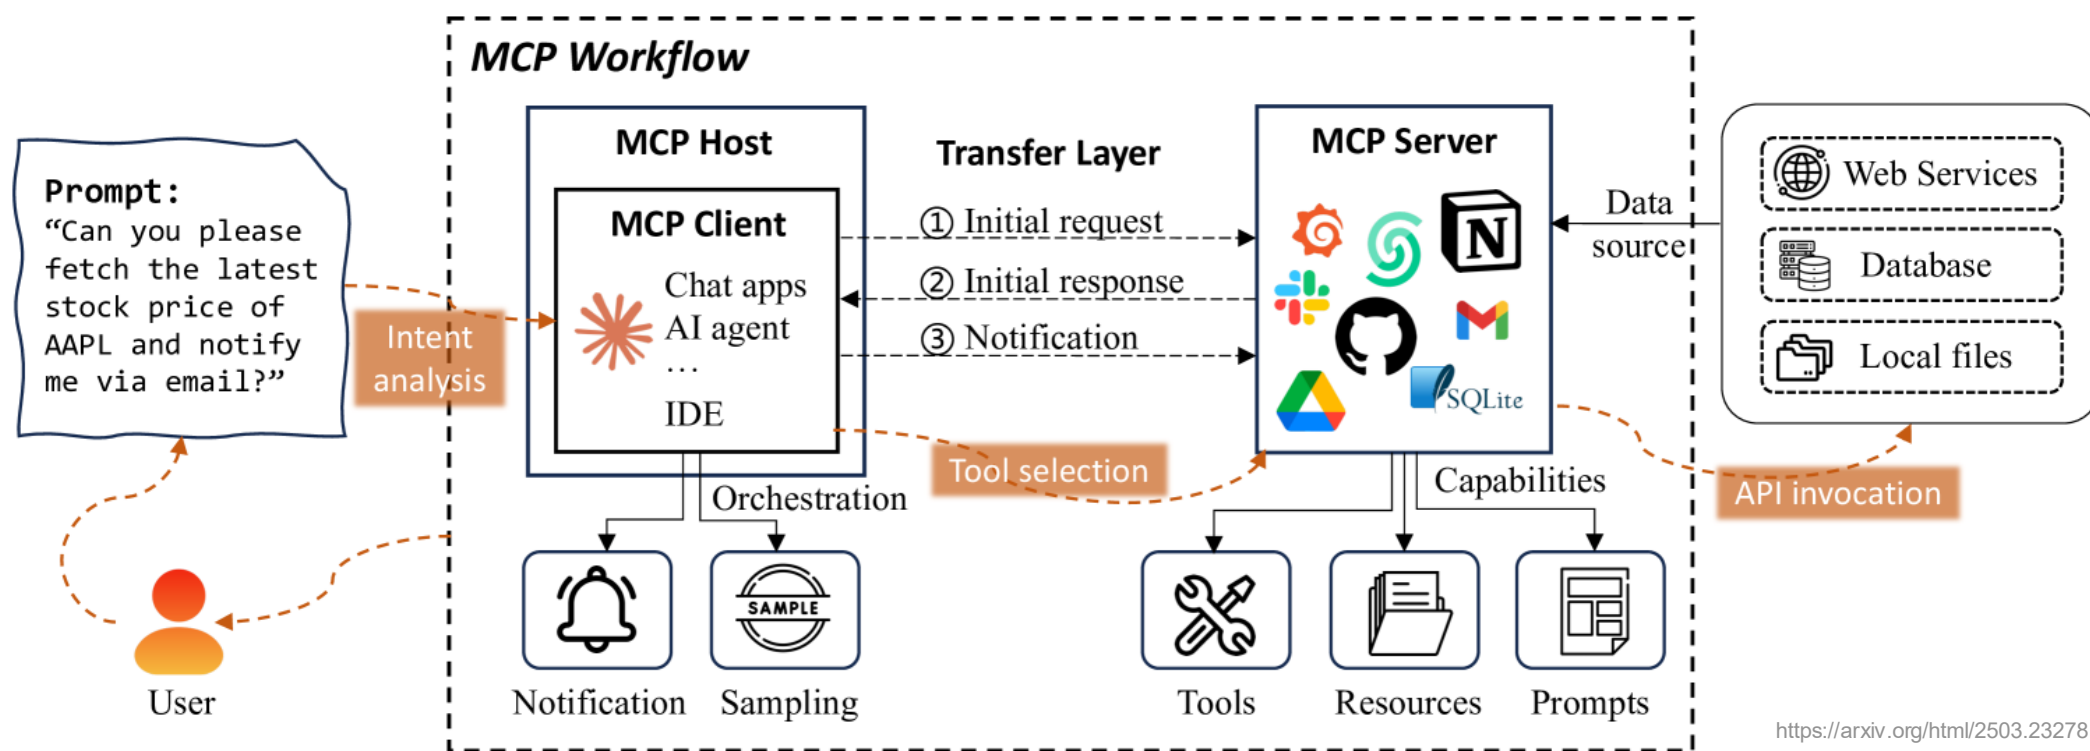 MCP Workflow
Prompt:
“Can you please
fetch the latest
stock price of
AAPL and notify
me via email?”
Intent
analysis
User
MCP Host
MCP Client
Chat apps
AI agent
...
IDE
Orchestration
Notification
SAMPLE
Sampling
Transfer Layer
① Initial request
② Initial response
③ Notification
Tool selection
MCP Server
N
SQLite
Capabilities
Tools
Resources
Prompts
Data
source
API invocation
Web Services
Database
Local files
https://arxiv.org/html/2503.23278